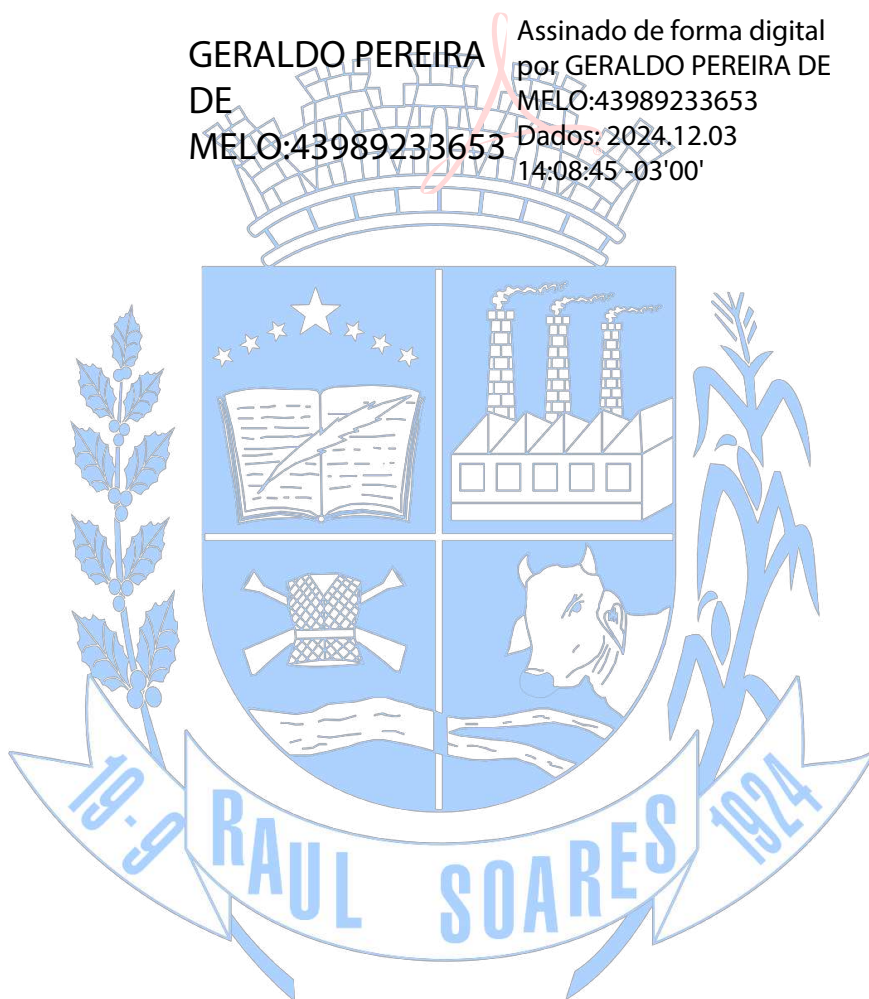 GERALDO PEREIRA
DE
MELO:43989233653
Assinado de forma digital
por GERALDO PEREIRA DE
MELO:43989233653
Dados: 2024.12.03
14:08:45 -03'00'
19-9 RAUL SOARES 1924